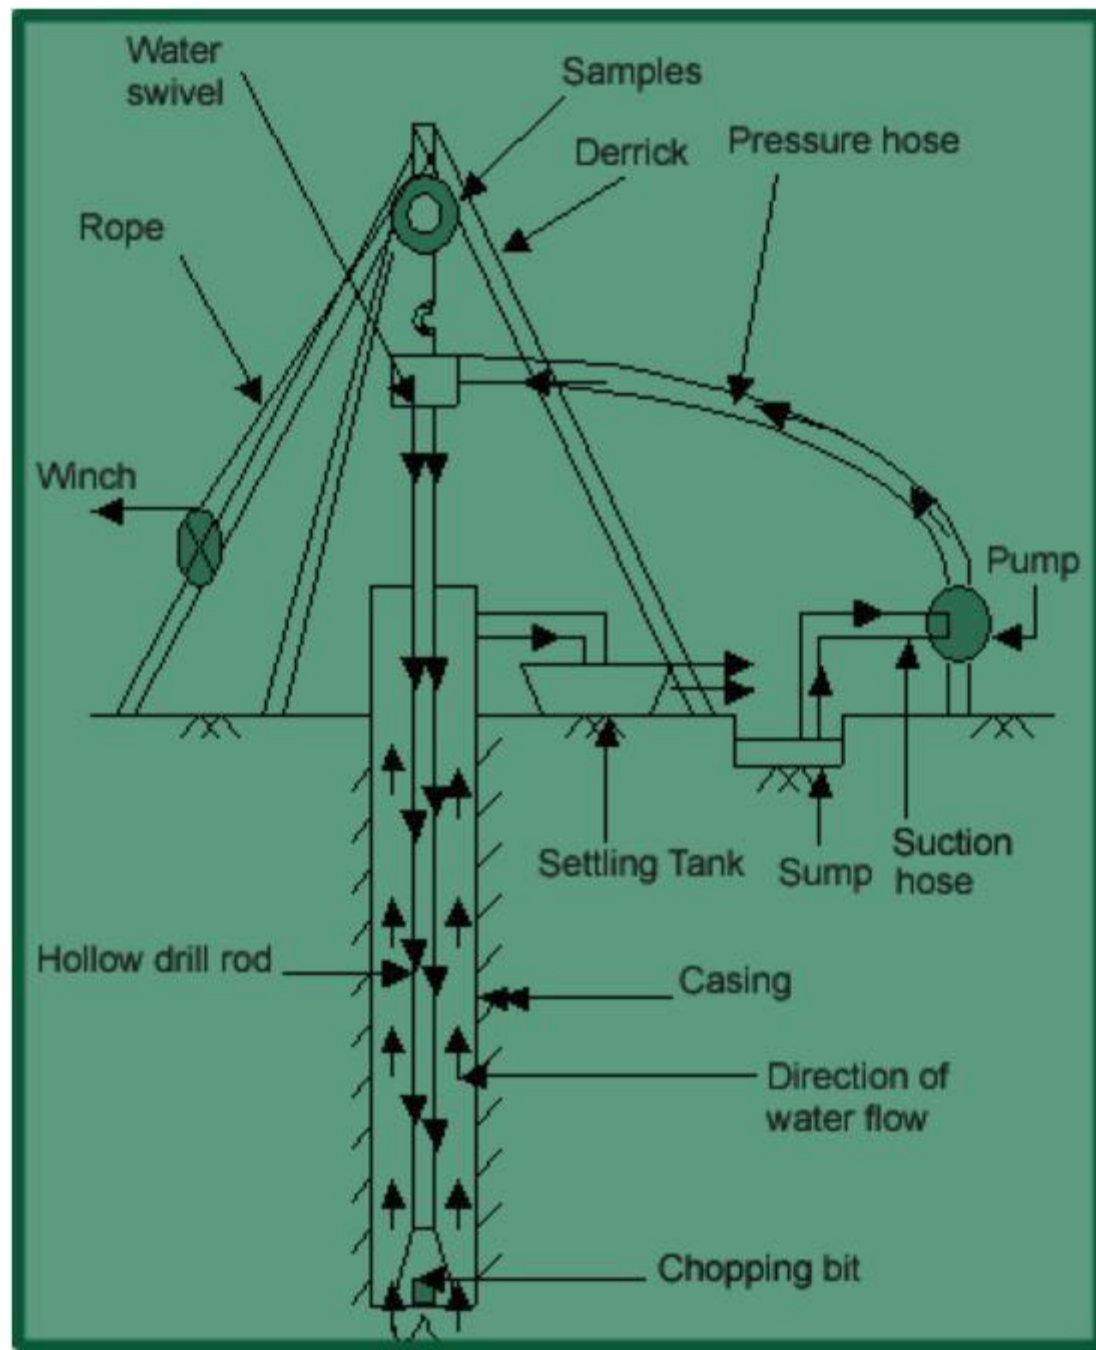 Water
swivel
Samples
Derrick
Pressure hose
Rope
Winch
Pump
Settling Tank
Sump
Suction
hose
Hollow drill rod
Casing
Direction of
water flow
Chopping bit